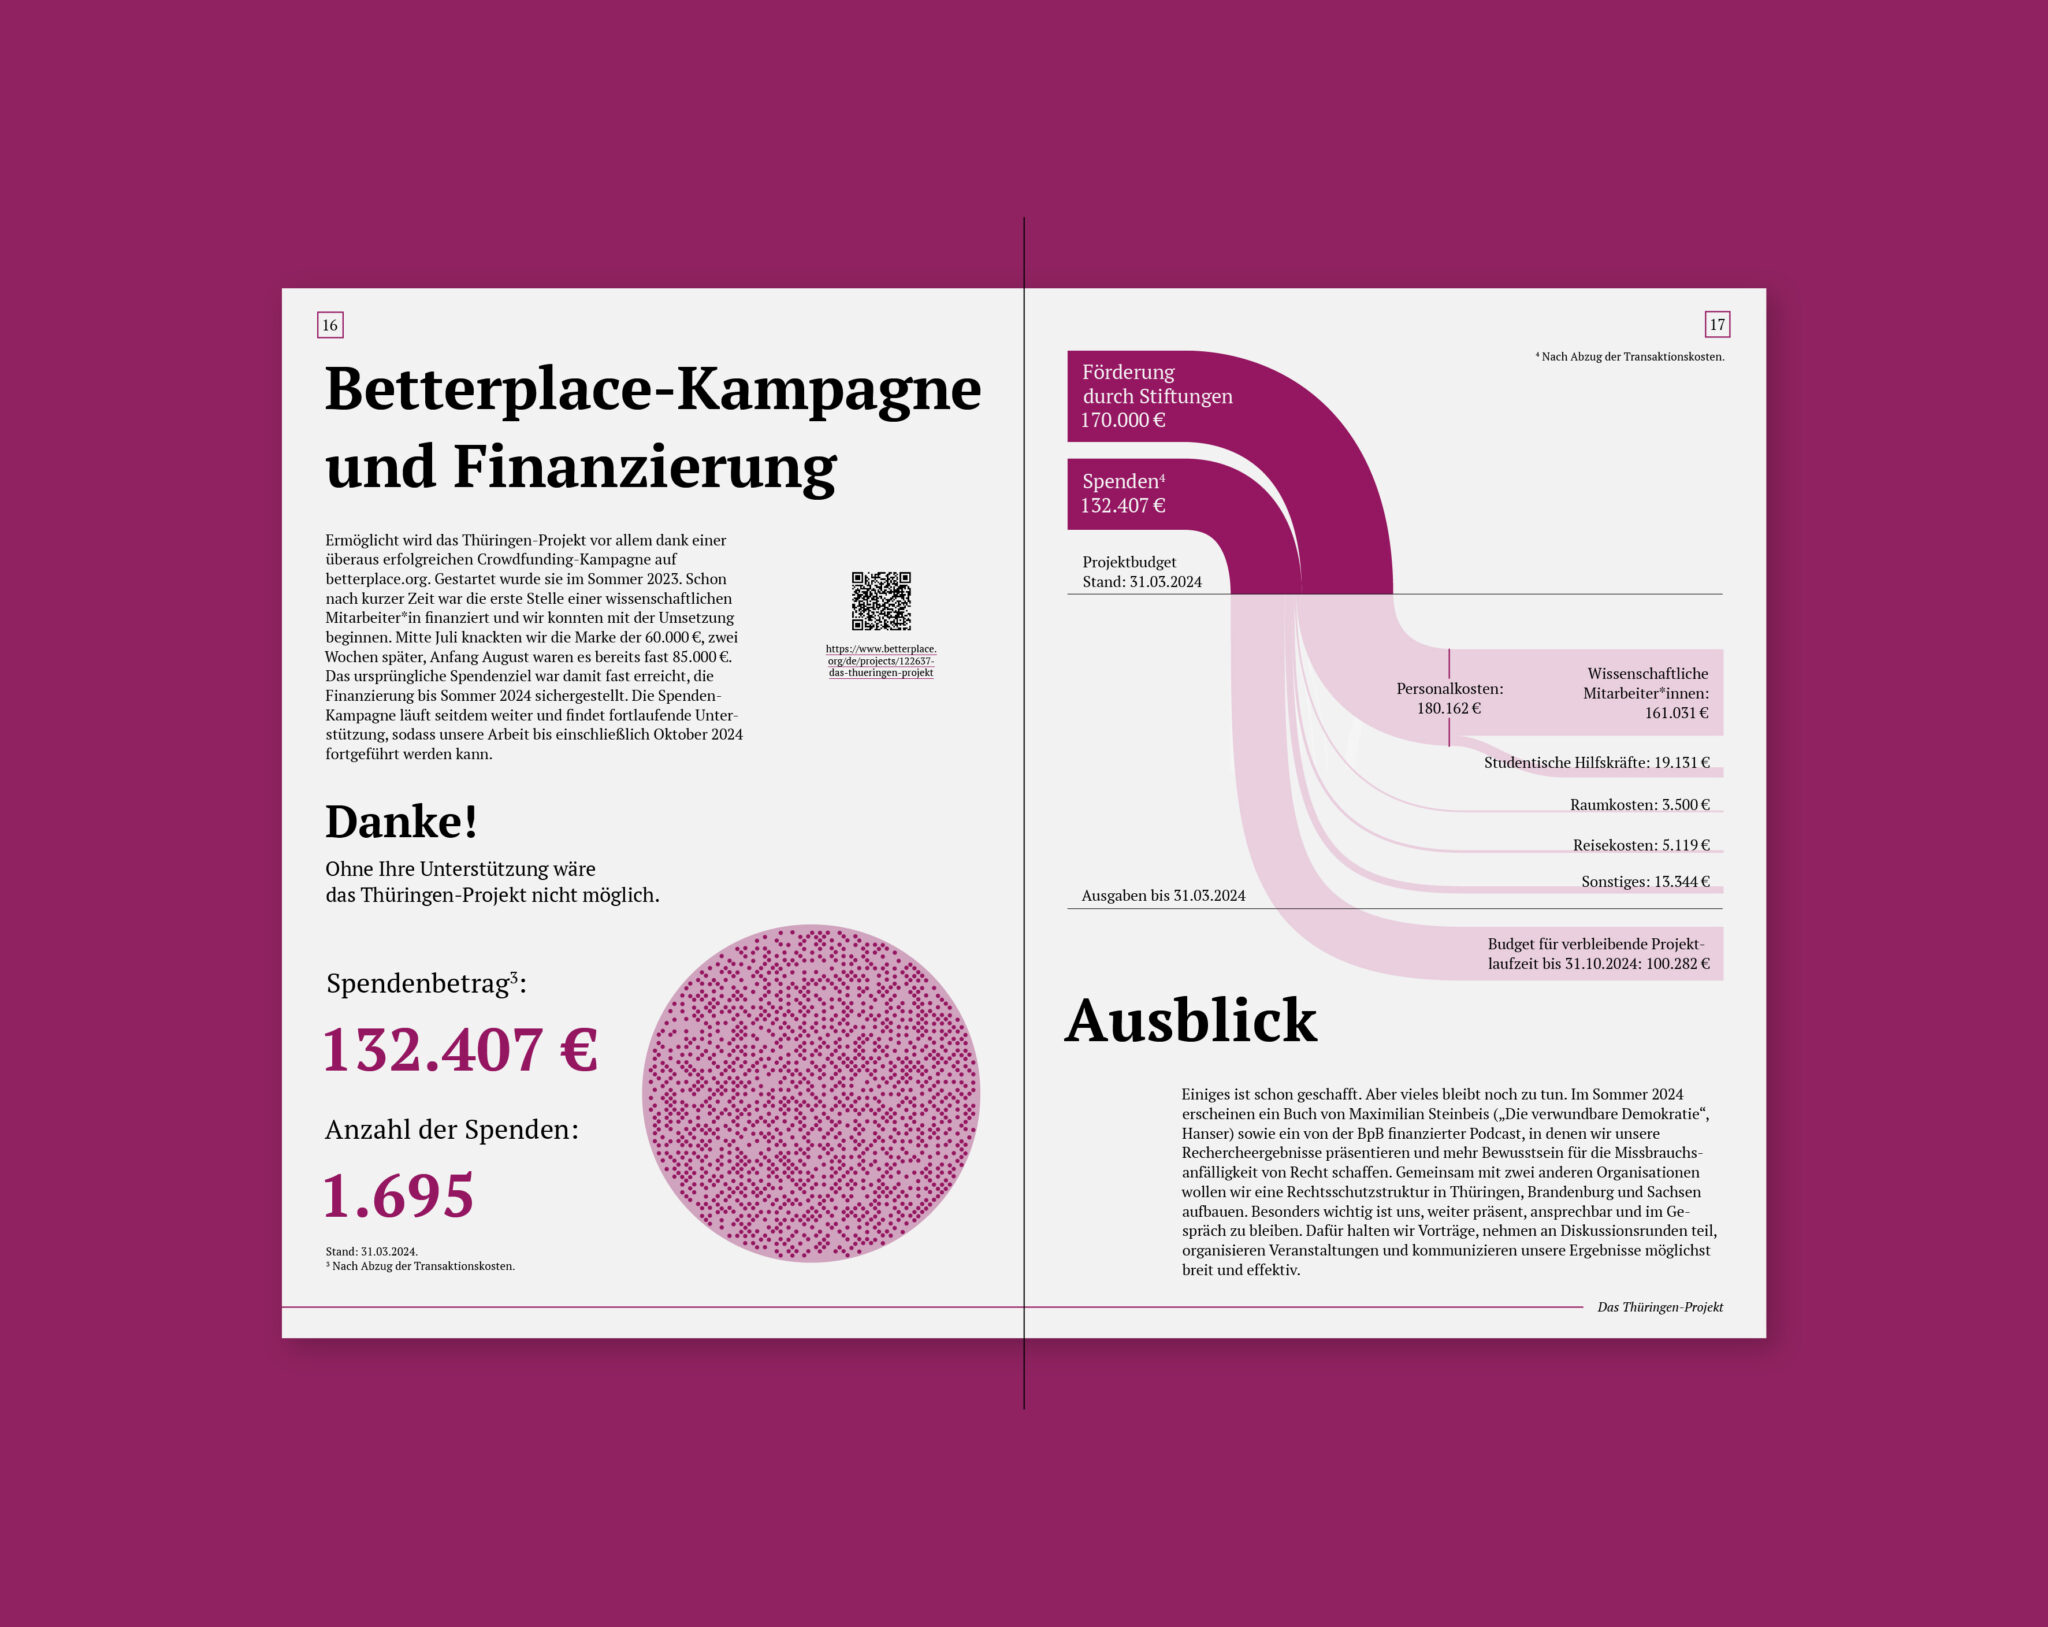 16
Betterplace-Kampagne
und Finanzierung
Ermöglicht wird das Thüringen-Projekt vor allem dank einer
überaus erfolgreichen Crowdfunding-Kampagne auf
betterplace.org. Gestartet wurde sie im Sommer 2023. Schon
nach kurzer Zeit war die erste Stelle einer wissenschaftlichen
Mitarbeiter*in finanziert und wir konnten mit der Umsetzung
beginnen. Mitte Juli knackten wir die Marke der 60.000 €, zwei
Wochen später, Anfang August waren es bereits fast 85.000 €.
Das ursprüngliche Spendenziel war damit fast erreicht, die
Finanzierung bis Sommer 2024 sichergestellt. Die Spenden-
Kampagne läuft seitdem weiter und findet fortlaufende Unter-
stützung, sodass unsere Arbeit bis einschließlich Oktober 2024
fortgeführt werden kann.
https://www.betterplace.
org/de/projects/122637-
das-thueringen-projekt
Danke!
Ohne Ihre Unterstützung wäre
das Thüringen-Projekt nicht möglich.
Spendenbetrag³:
132.407 €
Anzahl der Spenden:
1.695
Stand: 31.03.2024.
³ Nach Abzug der Transaktionskosten.
17
⁴ Nach Abzug der Transaktionskosten.
Förderung
durch Stiftungen
170.000 €
Spenden⁴
132.407 €
Projektbudget
Stand: 31.03.2024
Personalkosten:
180.162 €
Wissenschaftliche
Mitarbeiter*innen:
161.031 €
Studentische Hilfskräfte: 19.131 €
Raumkosten: 3.500 €
Reisekosten: 5.119 €
Sonstiges: 13.344 €
Ausgaben bis 31.03.2024
Budget für verbleibende Projekt-
laufzeit bis 31.10.2024: 100.282 €
Ausblick
Einiges ist schon geschafft. Aber vieles bleibt noch zu tun. Im Sommer 2024
erscheinen ein Buch von Maximilian Steinbeis („Die verwundbare Demokratie“,
Hanser) sowie ein von der BpB finanzierter Podcast, in denen wir unsere
Rechercheergebnisse präsentieren und mehr Bewusstsein für die Missbrauchs-
anfälligkeit von Recht schaffen. Gemeinsam mit zwei anderen Organisationen
wollen wir eine Rechtsschutzstruktur in Thüringen, Brandenburg und Sachsen
aufbauen. Besonders wichtig ist uns, weiter präsent, ansprechbar und im Ge-
spräch zu bleiben. Dafür halten wir Vorträge, nehmen an Diskussionsrunden teil,
organisieren Veranstaltungen und kommunizieren unsere Ergebnisse möglichst
breit und effektiv.
Das Thüringen-Projekt